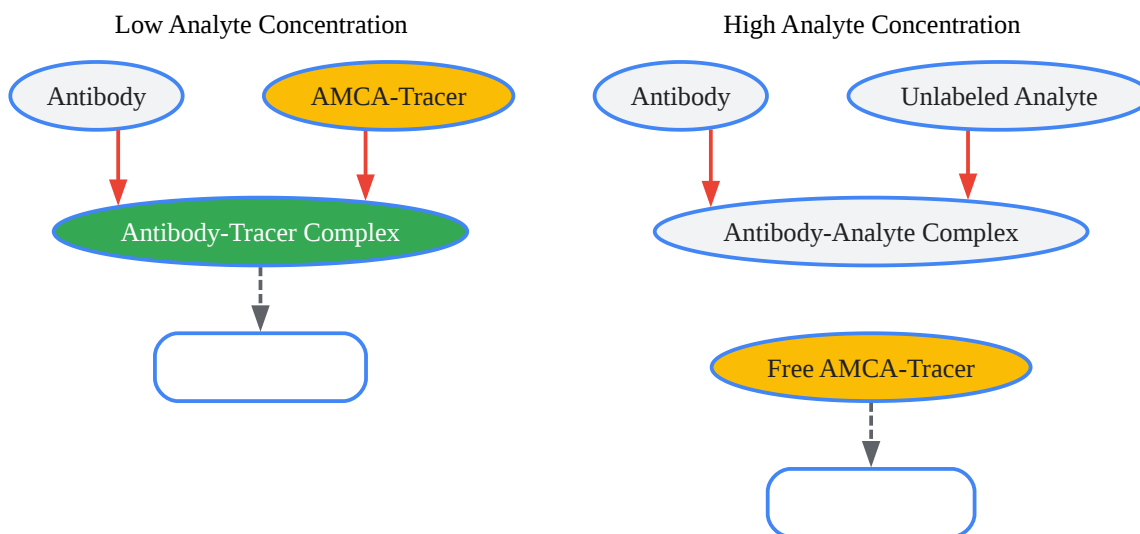 Low Analyte Concentration
Antibody
AMCA-Tracer
Antibody-Tracer Complex
High Analyte Concentration
Antibody
Unlabeled Analyte
Antibody-Analyte Complex
Free AMCA-Tracer